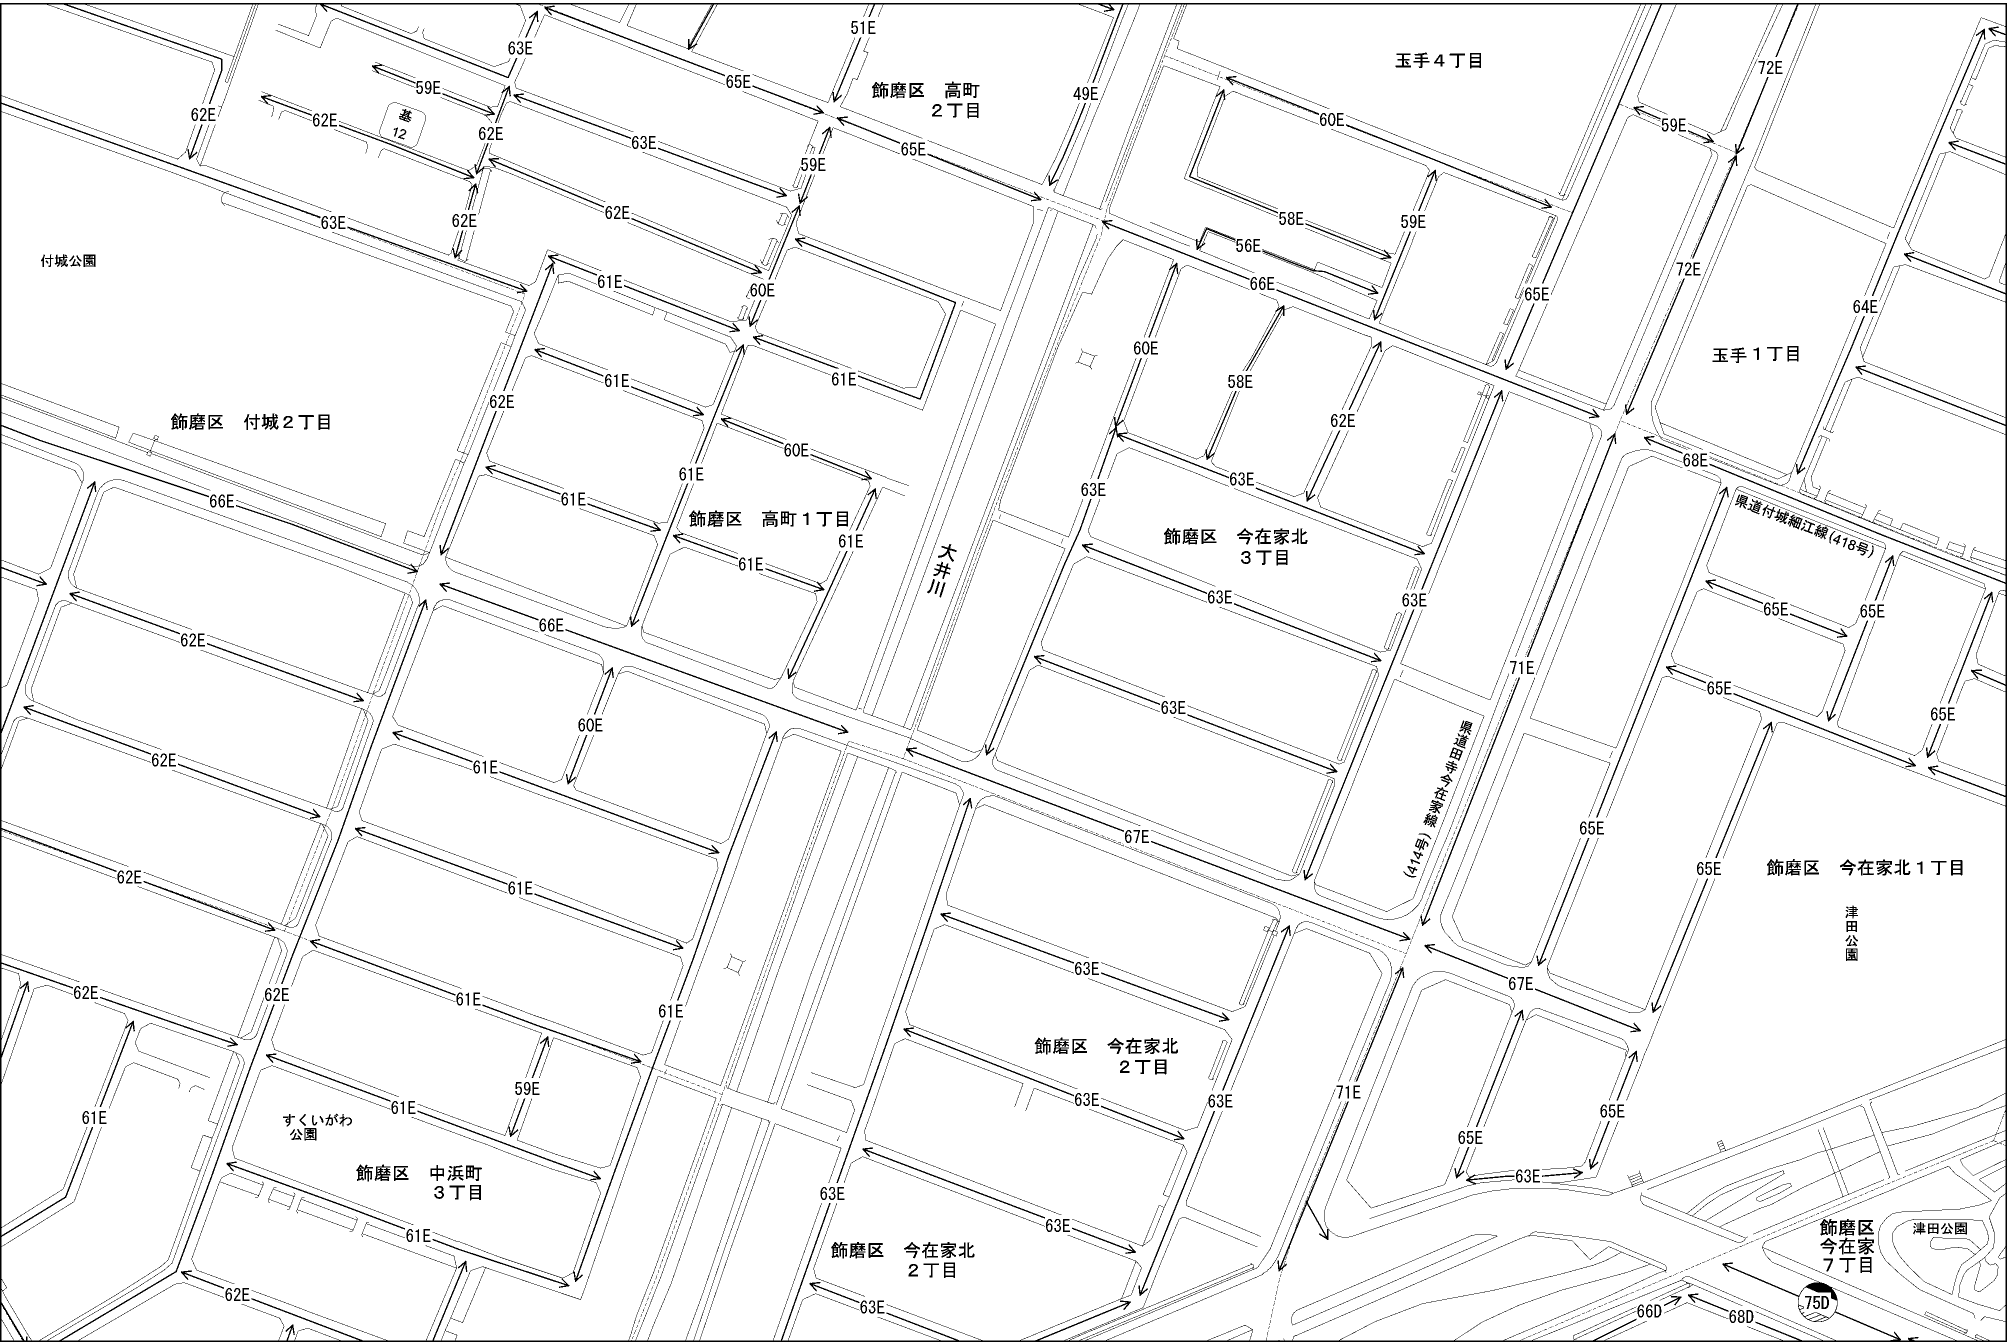 51E
63E
65E
59E
62E
基
12
62E
62E
飾磨区　高町
２丁目
49E
玉手４丁目
72E
60E
59E
63E
65E
59E
62E
62E
63E
58E
59E
56E
66E
72E
65E
64E
付城公園
61E
60E
60E
58E
61E
61E
62E
玉手１丁目
飾磨区　付城２丁目
62E
60E
61E
68E
66E
61E
63E
63E
飾磨区　高町１丁目
県道付城細江線(418号)
61E
61E
大井川
飾磨区　今在家北
３丁目
63E
63E
65E
65E
66E
62E
71E
65E
60E
63E
65E
61E
62E
県道田寺今在家線
(414号)
67E
65E
62E
61E
65E
飾磨区　今在家北１丁目
津田公園
63E
67E
62E
62E
61E
61E
飾磨区　今在家北
２丁目
59E
61E
63E
63E
71E
65E
65E
61E
すくいがわ
公園
飾磨区　中浜町
３丁目
63E
63E
63E
61E
飾磨区　今在家北
２丁目
飾磨区
今在家
７丁目
津田公園
62E
63E
75D
66D
68D